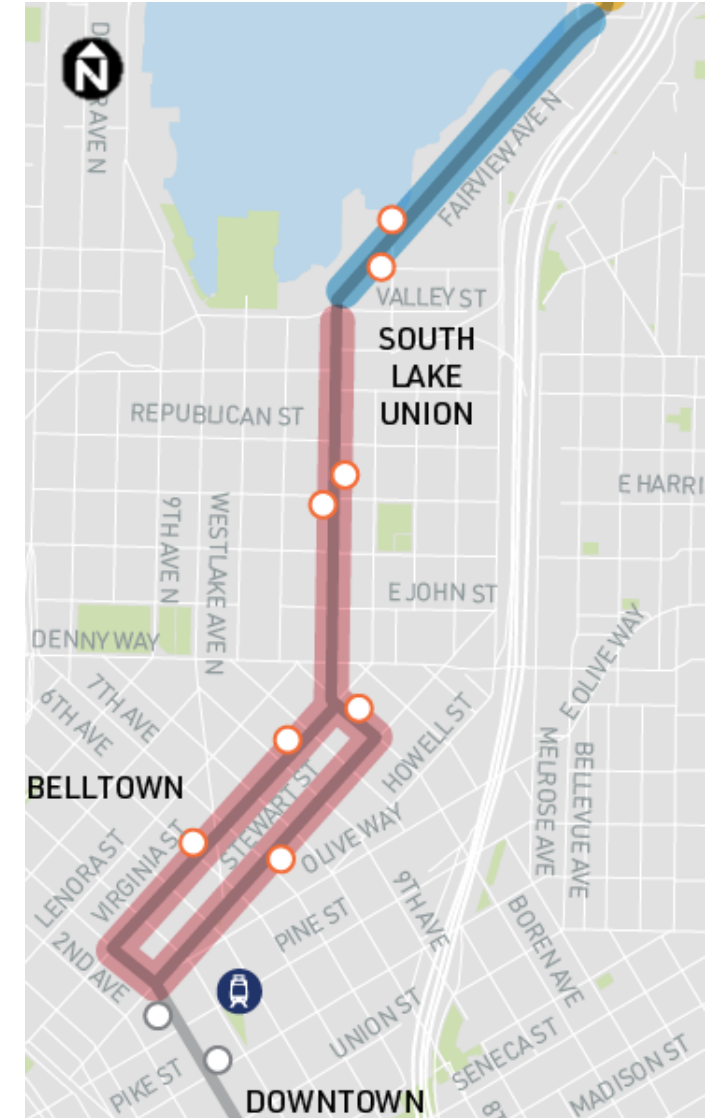 N
AVE N
FAIRVIEW AVE N
VALLEY ST
SOUTH
LAKE
UNION
REPUBLICAN ST
E HARRI
9TH AVE N
WESTLAKE AVE N
E JOHN ST
DENNY WAY
E OLIVE WAY
7TH AVE
6TH AVE
HOWELL ST
MELROSE AVE
BELLEVUE AVE
BELLTOWN
STEWART ST
OLIVE WAY
VIRGINIA ST
LENORA ST
9TH AVE
BOREN AVE
PINE ST
2ND AVE
UNION ST
SENECA ST
MADISON ST
PIKE ST
DOWNTOWN
8T